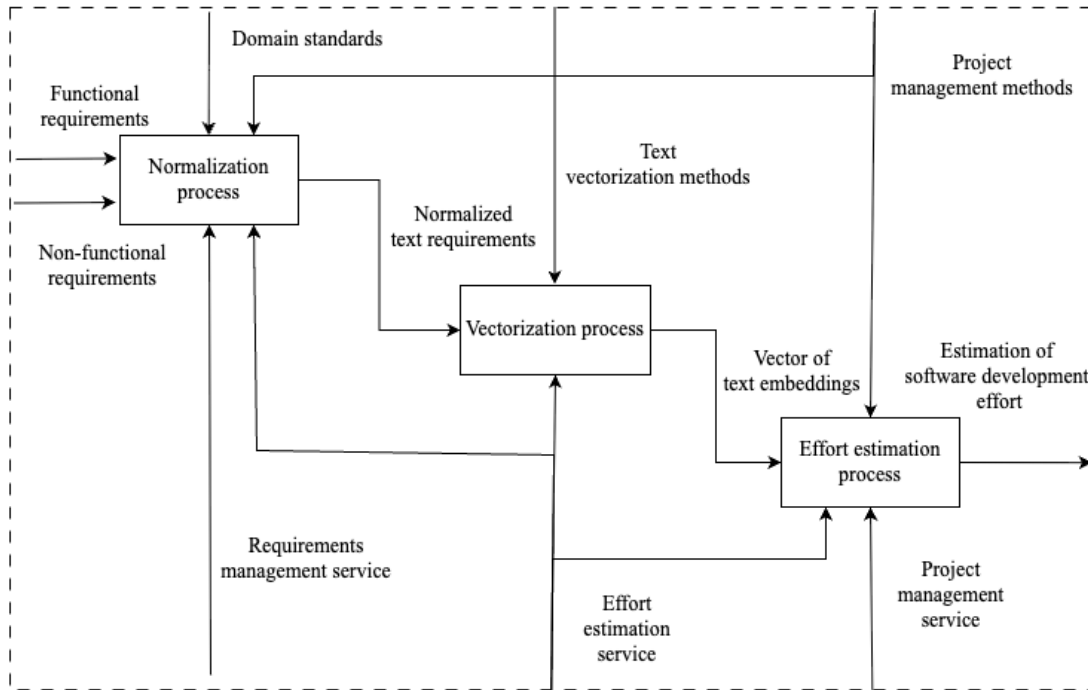 Domain standards
Project
management methods
Functional
requirements
Normalization
process
Text
vectorization methods
Normalized
text requirements
Non-functional
requirements
Vectorization process
Vector of
text embeddings
Estimation of
software development
effort
Effort estimation
process
Requirements
management service
Effort
estimation
service
Project
management
service